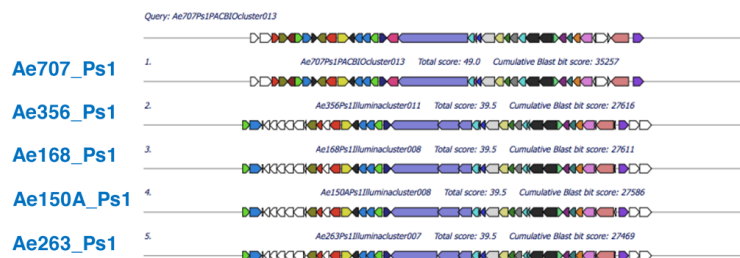 Query: Ae707Ps1PACBIOcluster013
1. Ae707Ps1PACBIOcluster013 Total score: 49.0 Cumulative Blast bit score: 35257
Ae707_Ps1
2. Ae356Ps1Illuminacluster011 Total score: 39.5 Cumulative Blast bit score: 27616
Ae356_Ps1
3. Ae168Ps1Illuminacluster008 Total score: 39.5 Cumulative Blast bit score: 27611
Ae168_Ps1
4. Ae150APs1Illuminacluster008 Total score: 39.5 Cumulative Blast bit score: 27586
Ae150A_Ps1
5. Ae263Ps1Illuminacluster007 Total score: 39.5 Cumulative Blast bit score: 27469
Ae263_Ps1